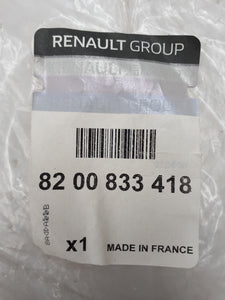 RENAULT GROUP
82 00 833 418
x1
MADE IN FRANCE